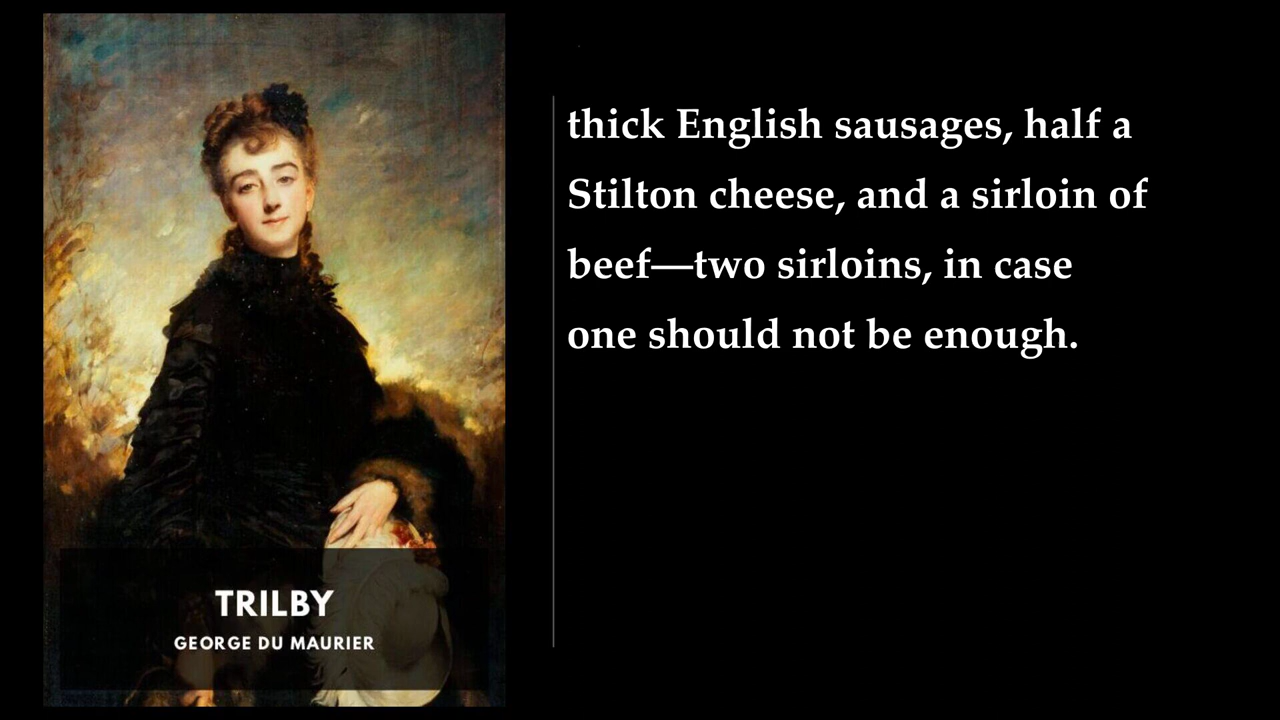 TRILBY
GEORGE DU MAURIER
thick English sausages, half a
Stilton cheese, and a sirloin of
beef—two sirloins, in case
one should not be enough.